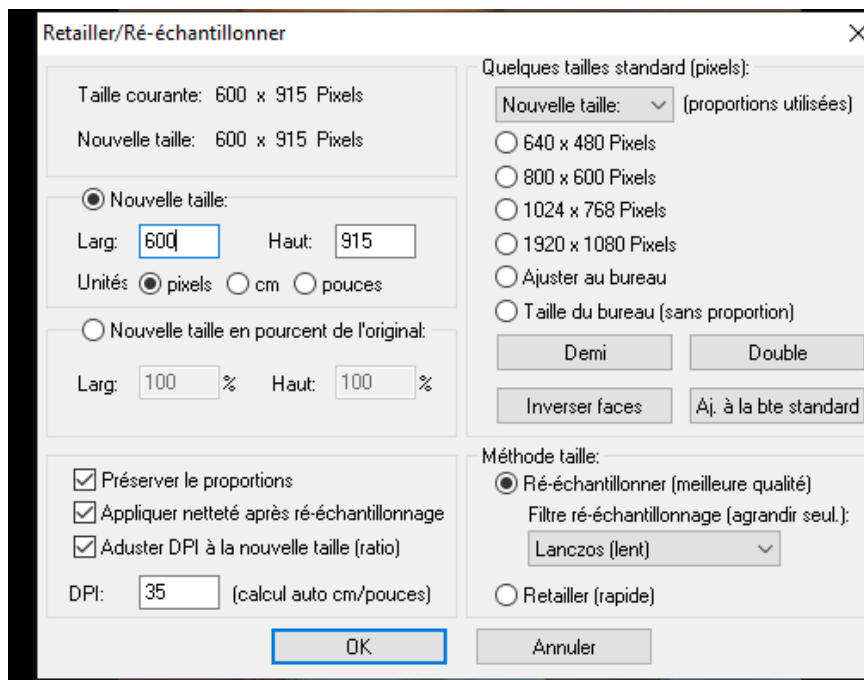 Retailler/Ré-échantillonner
Taille courante: 600 x 915 Pixels
Nouvelle taille: 600 x 915 Pixels
Nouvelle taille:
Larg: 600 Haut: 915
Unités pixels cm pouces
Nouvelle taille en pourcent de l'original:
Larg: 100 % Haut: 100 %
Préserver le proportions
Appliquer netteté après ré-échantillonnage
Aduster DPI à la nouvelle taille (ratio)
DPI: 35 (calcul auto cm/pouces)
Quelques tailles standard (pixels):
Nouvelle taille: (proportions utilisées)
640 x 480 Pixels
800 x 600 Pixels
1024 x 768 Pixels
1920 x 1080 Pixels
Ajuster au bureau
Taille du bureau (sans proportion)
Demi Double
Inverser faces Aj. à la bte standard
Méthode taille:
Ré-échantillonner (meilleure qualité)
Filtre ré-échantillonnage (agrandir seul.):
Lanczos (lent)
Retailler (rapide)
OK Annuler